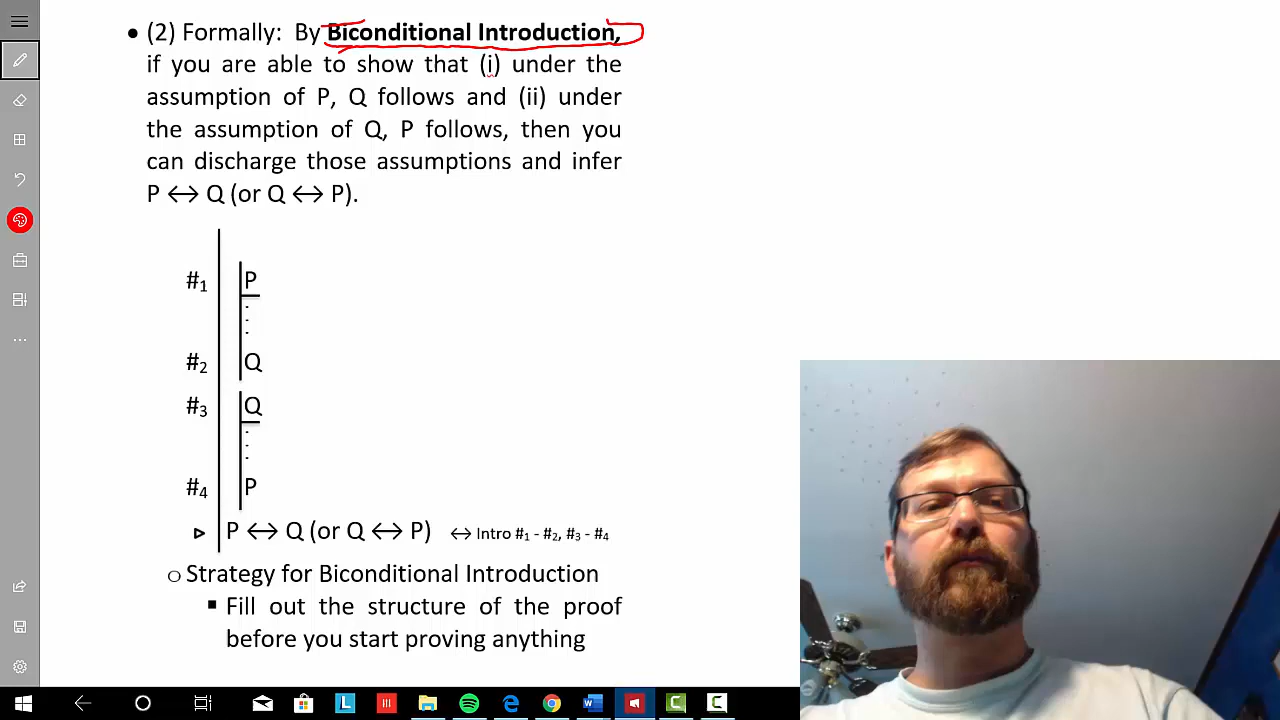 • (2) Formally: By Biconditional Introduction,
if you are able to show that (i) under the
assumption of P, Q follows and (ii) under
the assumption of Q, P follows, then you
can discharge those assumptions and infer
P ↔ Q (or Q ↔ P).
#₁ P
#₂ Q
#₃ Q
#₄ P
P ↔ Q (or Q ↔ P) ↔ Intro #₁ - #₂, #₃ - #₄
o Strategy for Biconditional Introduction
▪ Fill out the structure of the proof
before you start proving anything